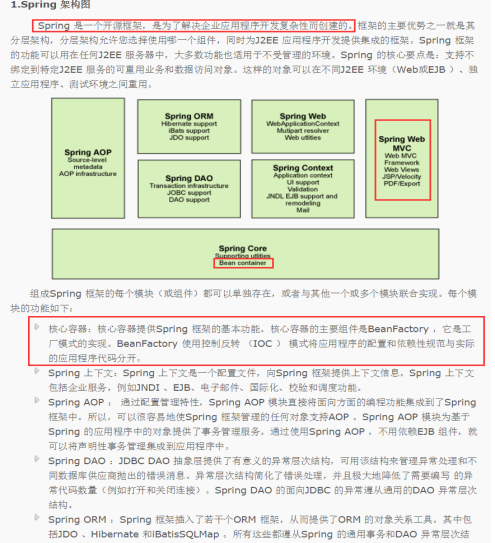 1.Spring 架构图
Spring 是一个开源框架，是为了解决企业应用程序开发复杂性而创建的。框架的主要优势之一就是其
分层架构，分层架构允许您选择使用哪一个组件，同时为J2EE 应用程序开发提供集成的框架。Spring 框架
的功能可以用在任何J2EE 服务器中，大多数功能也适用于不受管理的环境。Spring 的核心要点是：支持不
绑定到特定J2EE 服务的可重用业务和数据访问对象。这样的对象可以在不同J2EE 环境（Web或EJB ）、独
立应用程序、测试环境之间重用。
Spring AOP
Source-level
metadata
AOP infrastructure
Spring ORM
Hibernate support
iBats support
JDO support
Spring DAO
Transaction infrastructure
JOBC support
DAO support
Spring Web
WebApplicationContext
Mutipart resolver
Web utilities
Spring Context
Application context
UI support
Validation
JNDL EJB support and
remodeling
Mail
Spring Web
MVC
Web MVC
Framework
Web Views
JSP/Velocity
PDF/Export
Spring Core
Supporting utlities
Bean container
组成Spring 框架的每个模块（或组件）都可以单独存在，或者与其他一个或多个模块联合实现。每个模
块的功能如下：
核心容器：核心容器提供Spring 框架的基本功能。核心容器的主要组件是BeanFactory ，它是工
厂模式的实现。BeanFactory 使用控制反转 （IOC ） 模式将应用程序的配置和依赖性规范与实际
的应用程序代码分开。
Spring 上下文：Spring 上下文是一个配置文件，向Spring 框架提供上下文信息。Spring 上下文
包括企业服务，例如JNDI 、EJB、电子邮件、国际化、校验和调度功能。
Spring AOP ： 通过配置管理特性，Spring AOP 模块直接将面向方面的编程功能集成到了Spring
框架中。所以，可以很容易地使Spring 框架管理的任何对象支持AOP 。Spring AOP 模块为基于
Spring 的应用程序中的对象提供了事务管理服务。通过使用Spring AOP ，不用依赖EJB 组件，就
可以将声明性事务管理集成到应用程序中。
Spring DAO ：JDBC DAO 抽象层提供了有意义的异常层次结构，可用该结构来管理异常处理和不
同数据库供应商抛出的错误消息。异常层次结构简化了错误处理，并且极大地降低了需要编写 的异
常代码数量（例如打开和关闭连接）。Spring DAO 的面向JDBC 的异常遵从通用的DAO 异常层次
结构。
Spring ORM ：Spring 框架插入了若干个ORM 框架，从而提供了ORM 的对象关系工具，其中包
括JDO 、Hibernate 和iBatisSQLMap 。所有这些都遵从Spring 的通用事务和DAO 异常层次结